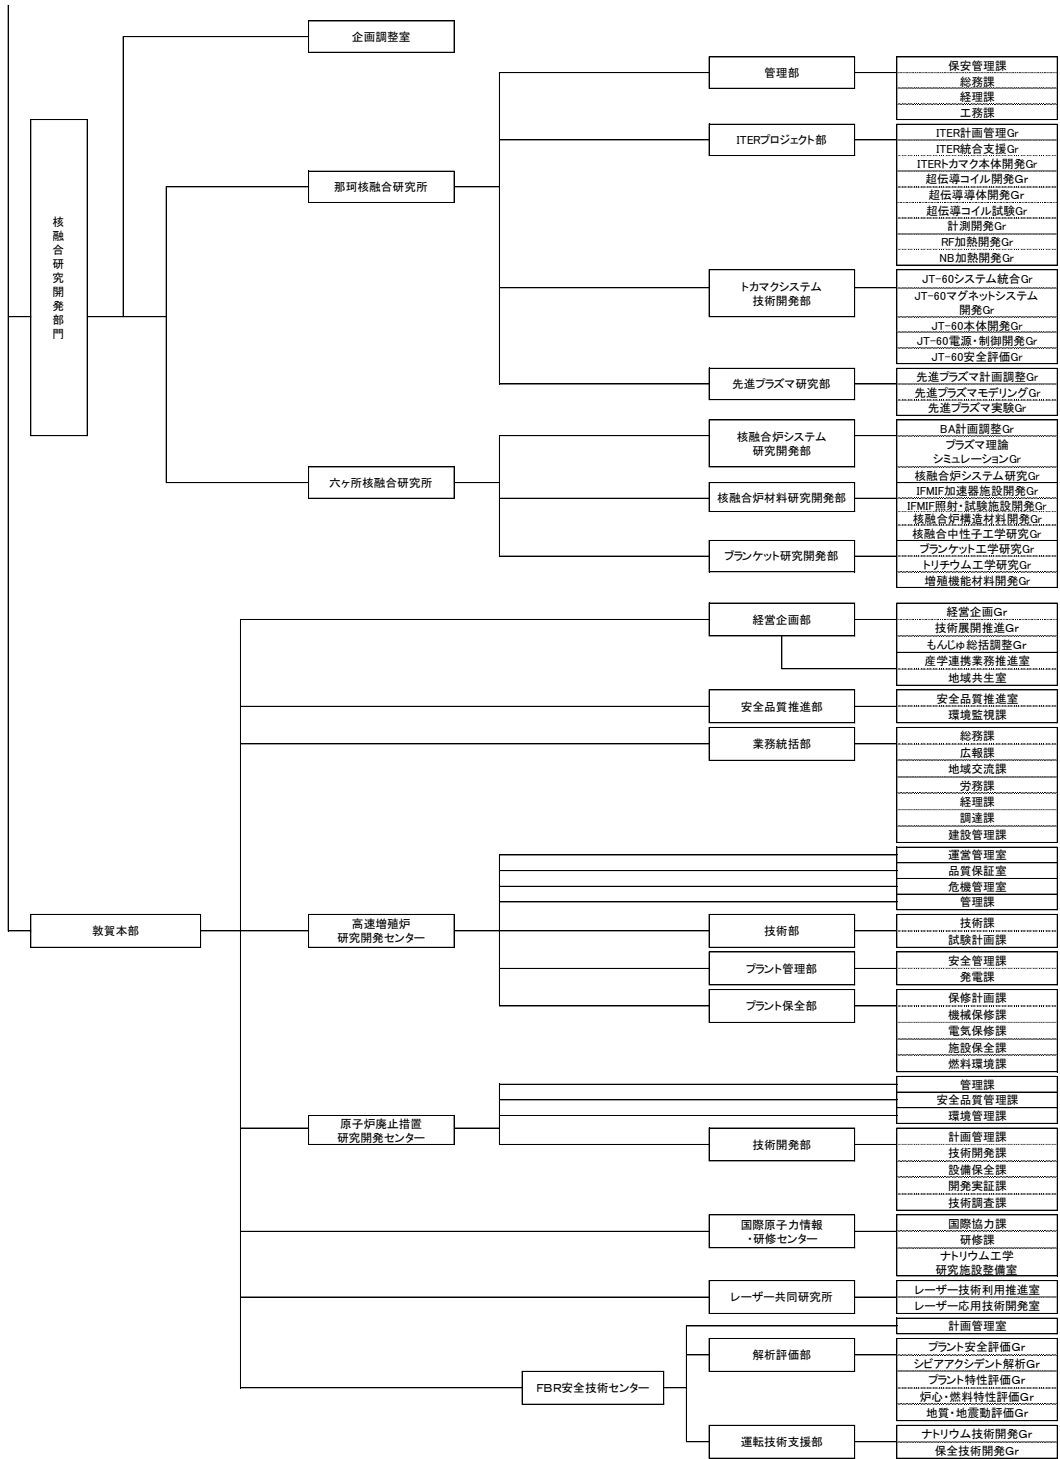 企画調整室
核融合研究開発部門
那珂核融合研究所
管理部
保安管理課
総務課
経理課
工務課
ITERプロジェクト部
ITER計画管理Gr
ITER統合支援Gr
ITERトカマク本体開発Gr
超伝導コイル開発Gr
超伝導導体開発Gr
超伝導コイル試験Gr
計測開発Gr
RF加熱開発Gr
NB加熱開発Gr
トカマクシステム
技術開発部
JT-60システム統合Gr
JT-60マグネットシステム
開発Gr
JT-60本体開発Gr
JT-60電源・制御開発Gr
JT-60安全評価Gr
先進プラズマ研究部
先進プラズマ計画調整Gr
先進プラズマモデリングGr
先進プラズマ実験Gr
六ヶ所核融合研究所
核融合炉システム
研究開発部
BA計画調整Gr
プラズマ理論
シミュレーションGr
核融合炉システム研究Gr
核融合炉材料研究開発部
IFMIF加速器施設開発Gr
IFMIF照射・試験施設開発Gr
核融合炉構造材料開発Gr
核融合中性子工学研究Gr
ブランケット研究開発部
ブランケット工学研究Gr
トリチウム工学研究Gr
増殖機能材料開発Gr
敦賀本部
経営企画部
経営企画Gr
技術展開推進Gr
もんじゅ総括調整Gr
産学連携業務推進室
地域共生室
安全品質推進部
安全品質推進室
環境監視課
業務統括部
総務課
広報課
地域交流課
労務課
経理課
調達課
建設管理課
高速増殖炉
研究開発センター
運営管理室
品質保証室
危機管理室
管理課
技術部
技術課
試験計画課
プラント管理部
安全管理課
発電課
プラント保全部
保修計画課
機械保修課
電気保修課
施設保全課
燃料環境課
原子炉廃止措置
研究開発センター
管理課
安全品質管理課
環境管理課
技術開発部
計画管理課
技術開発課
設備保全課
開発実証課
技術調査課
国際原子力情報
・研修センター
国際協力課
研修課
ナトリウム工学
研究施設整備室
レーザー共同研究所
レーザー技術利用推進室
レーザー応用技術開発室
FBR安全技術センター
計画管理室
解析評価部
プラント安全評価Gr
シビアアクシデント解析Gr
プラント特性評価Gr
炉心・燃料特性評価Gr
地質・地震動評価Gr
運転技術支援部
ナトリウム技術開発Gr
保全技術開発Gr